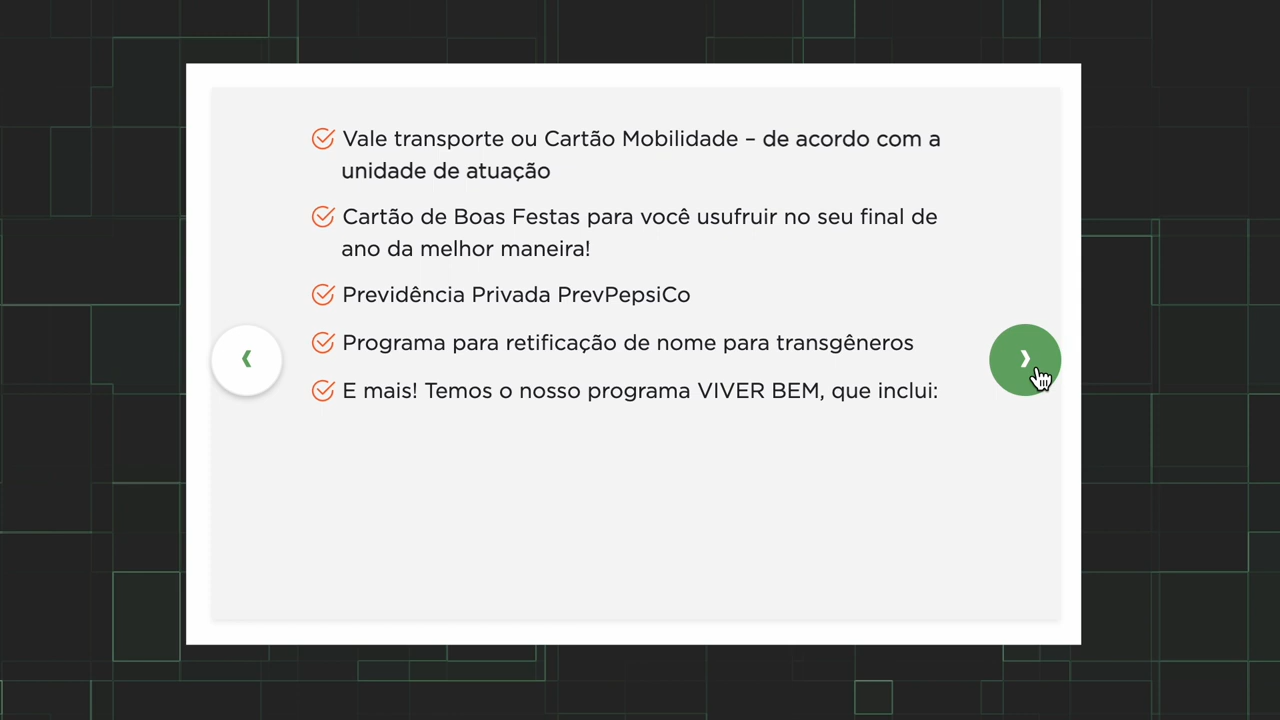 Vale transporte ou Cartão Mobilidade – de acordo com a
unidade de atuação
Cartão de Boas Festas para você usufruir no seu final de
ano da melhor maneira!
Previdência Privada PrevPepsiCo
Programa para retificação de nome para transgêneros
E mais! Temos o nosso programa VIVER BEM, que inclui: